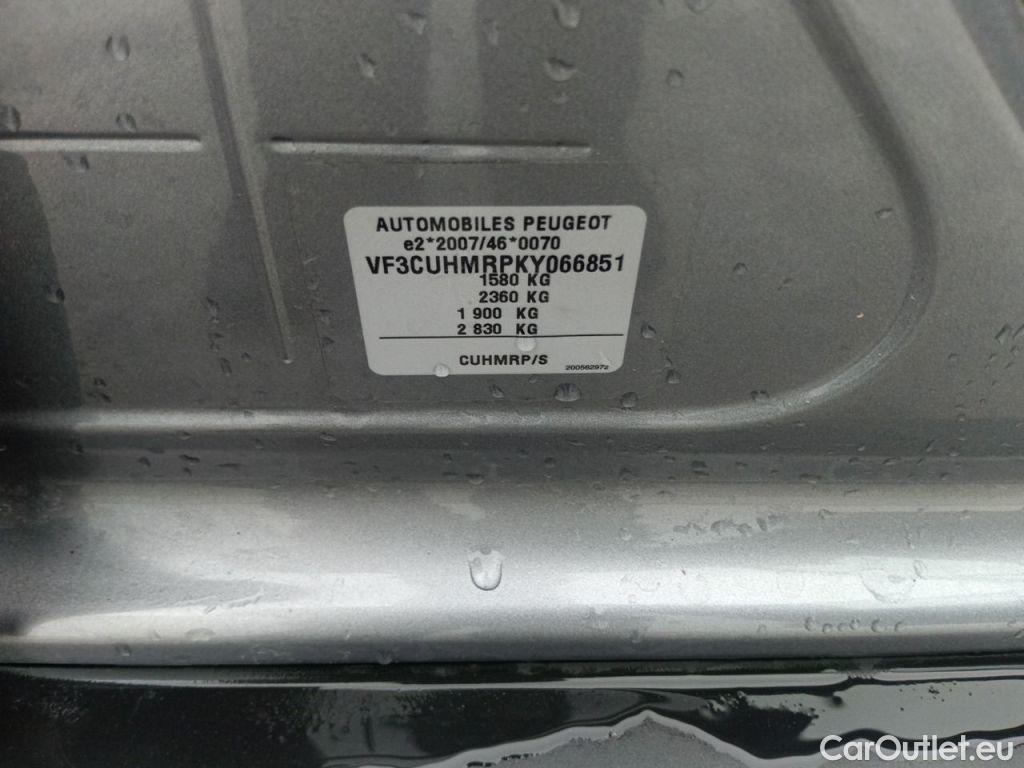 AUTOMOBILES PEUGEOT
e2*2007/46*0070
VF3CUHMRPKY066851
1580 KG
2360 KG
1 900 KG
2 830 KG
CUHMRP/S
200562972
CarOutlet.eu